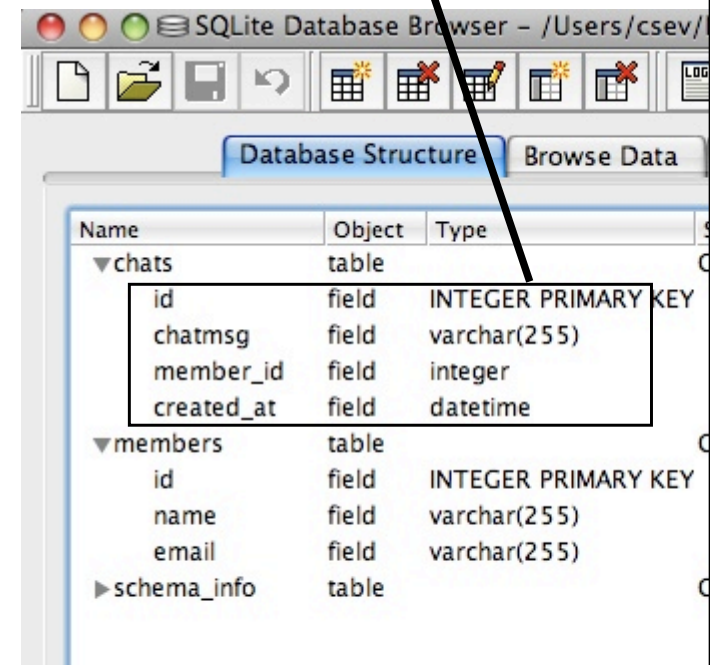 SQLite Database Browser – /Users/csev/
LOG
Database Structure Browse Data
Name Object Type
chats table
id field INTEGER PRIMARY KEY
chatmsg field varchar(255)
member_id field integer
created_at field datetime
members table
id field INTEGER PRIMARY KEY
name field varchar(255)
email field varchar(255)
schema_info table